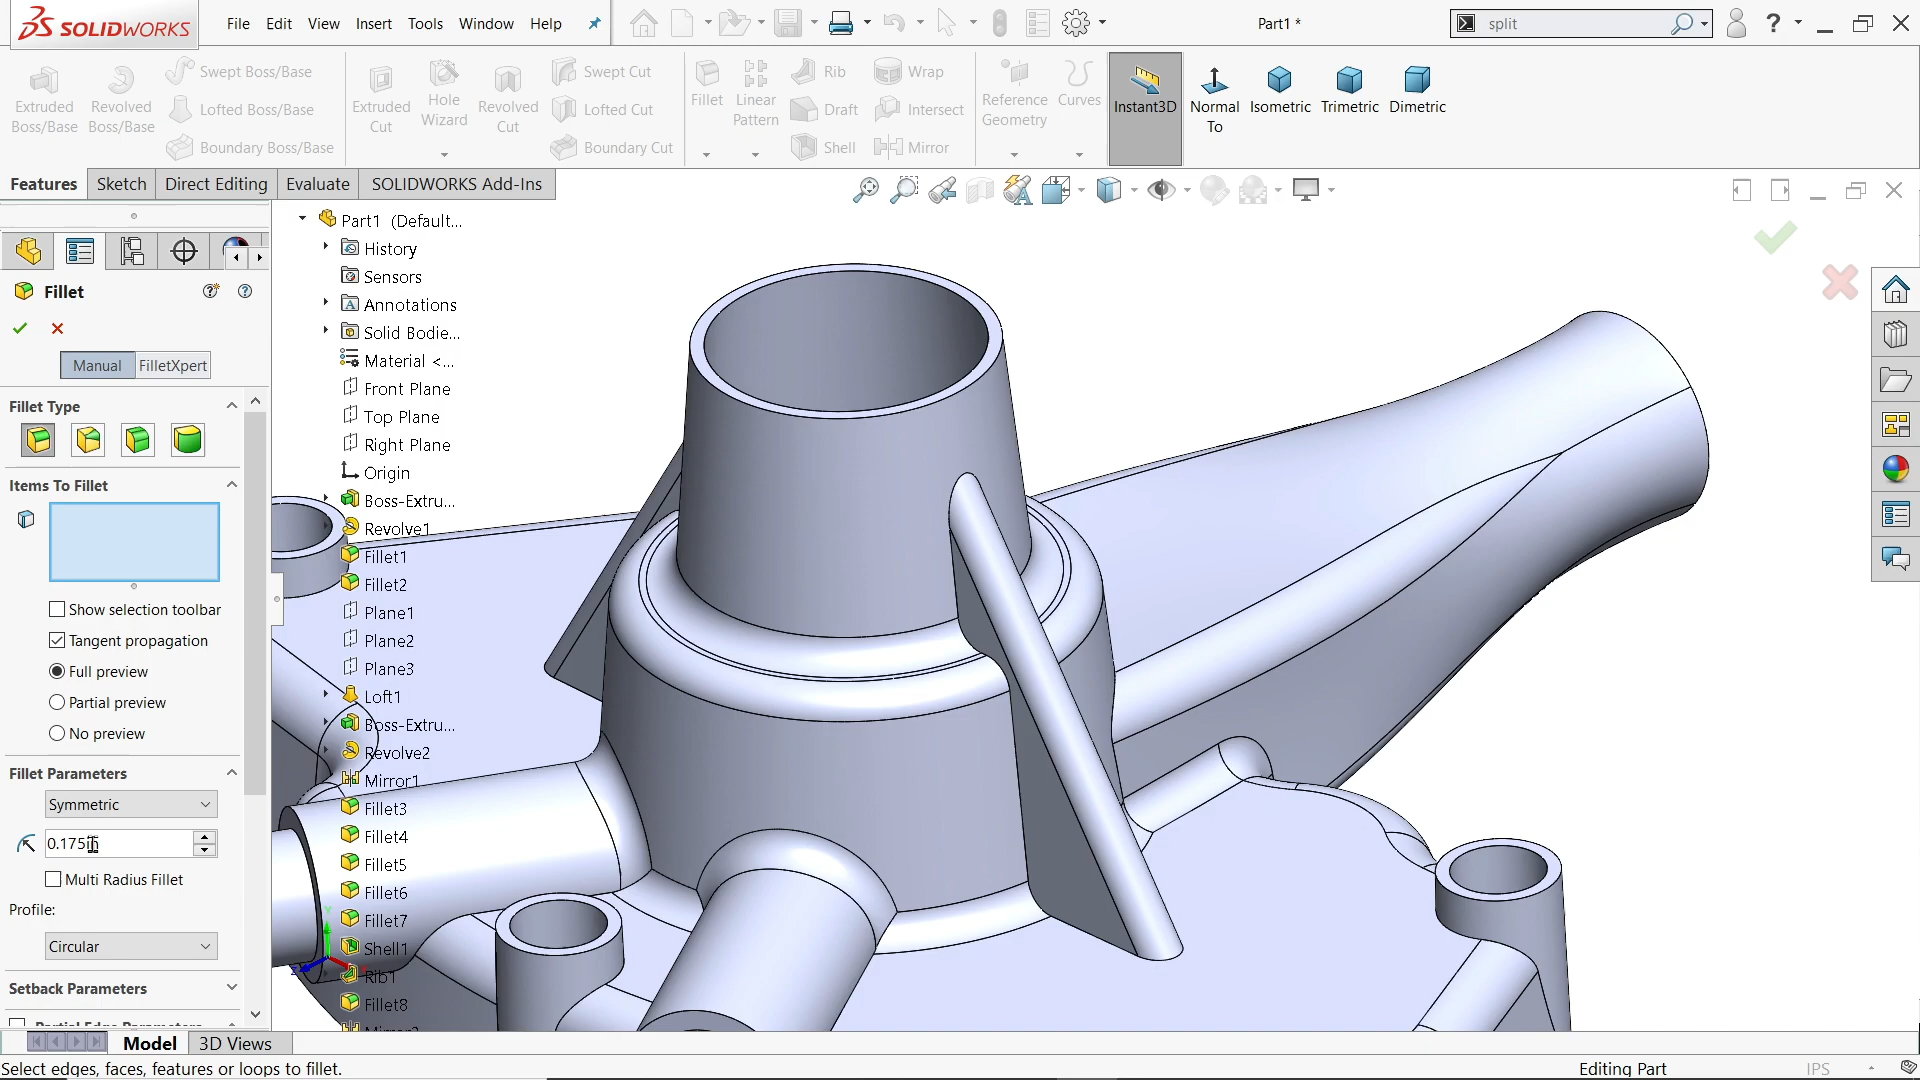 SOLIDWORKS File Edit View Insert Tools Window Help Part1 * split ?
Extruded Boss/Base
Revolved Boss/Base
Swept Boss/Base
Lofted Boss/Base
Boundary Boss/Base
Extruded Cut
Hole Wizard
Revolved Cut
Swept Cut
Lofted Cut
Boundary Cut
Fillet
Linear Pattern
Rib
Draft
Shell
Wrap
Intersect
Mirror
Reference Geometry
Curves
Instant3D
Normal To
Isometric
Trimetric
Dimetric
Features Sketch Direct Editing Evaluate SOLIDWORKS Add-Ins
Fillet
Manual FilletXpert
Fillet Type
Items To Fillet
Show selection toolbar
Tangent propagation
Full preview
Partial preview
No preview
Fillet Parameters
Symmetric
0.175in
Multi Radius Fillet
Profile:
Circular
Setback Parameters
Part1 (Default...
History
Sensors
Annotations
Solid Bodie...
Material <...
Front Plane
Top Plane
Right Plane
Origin
Boss-Extru...
Revolve1
Fillet1
Fillet2
Plane1
Plane2
Plane3
Loft1
Boss-Extru...
Revolve2
Mirror1
Fillet3
Fillet4
Fillet5
Fillet6
Fillet7
Shell1
Rib1
Fillet8
Model 3D Views
Select edges, faces, features or loops to fillet. Editing Part IPS